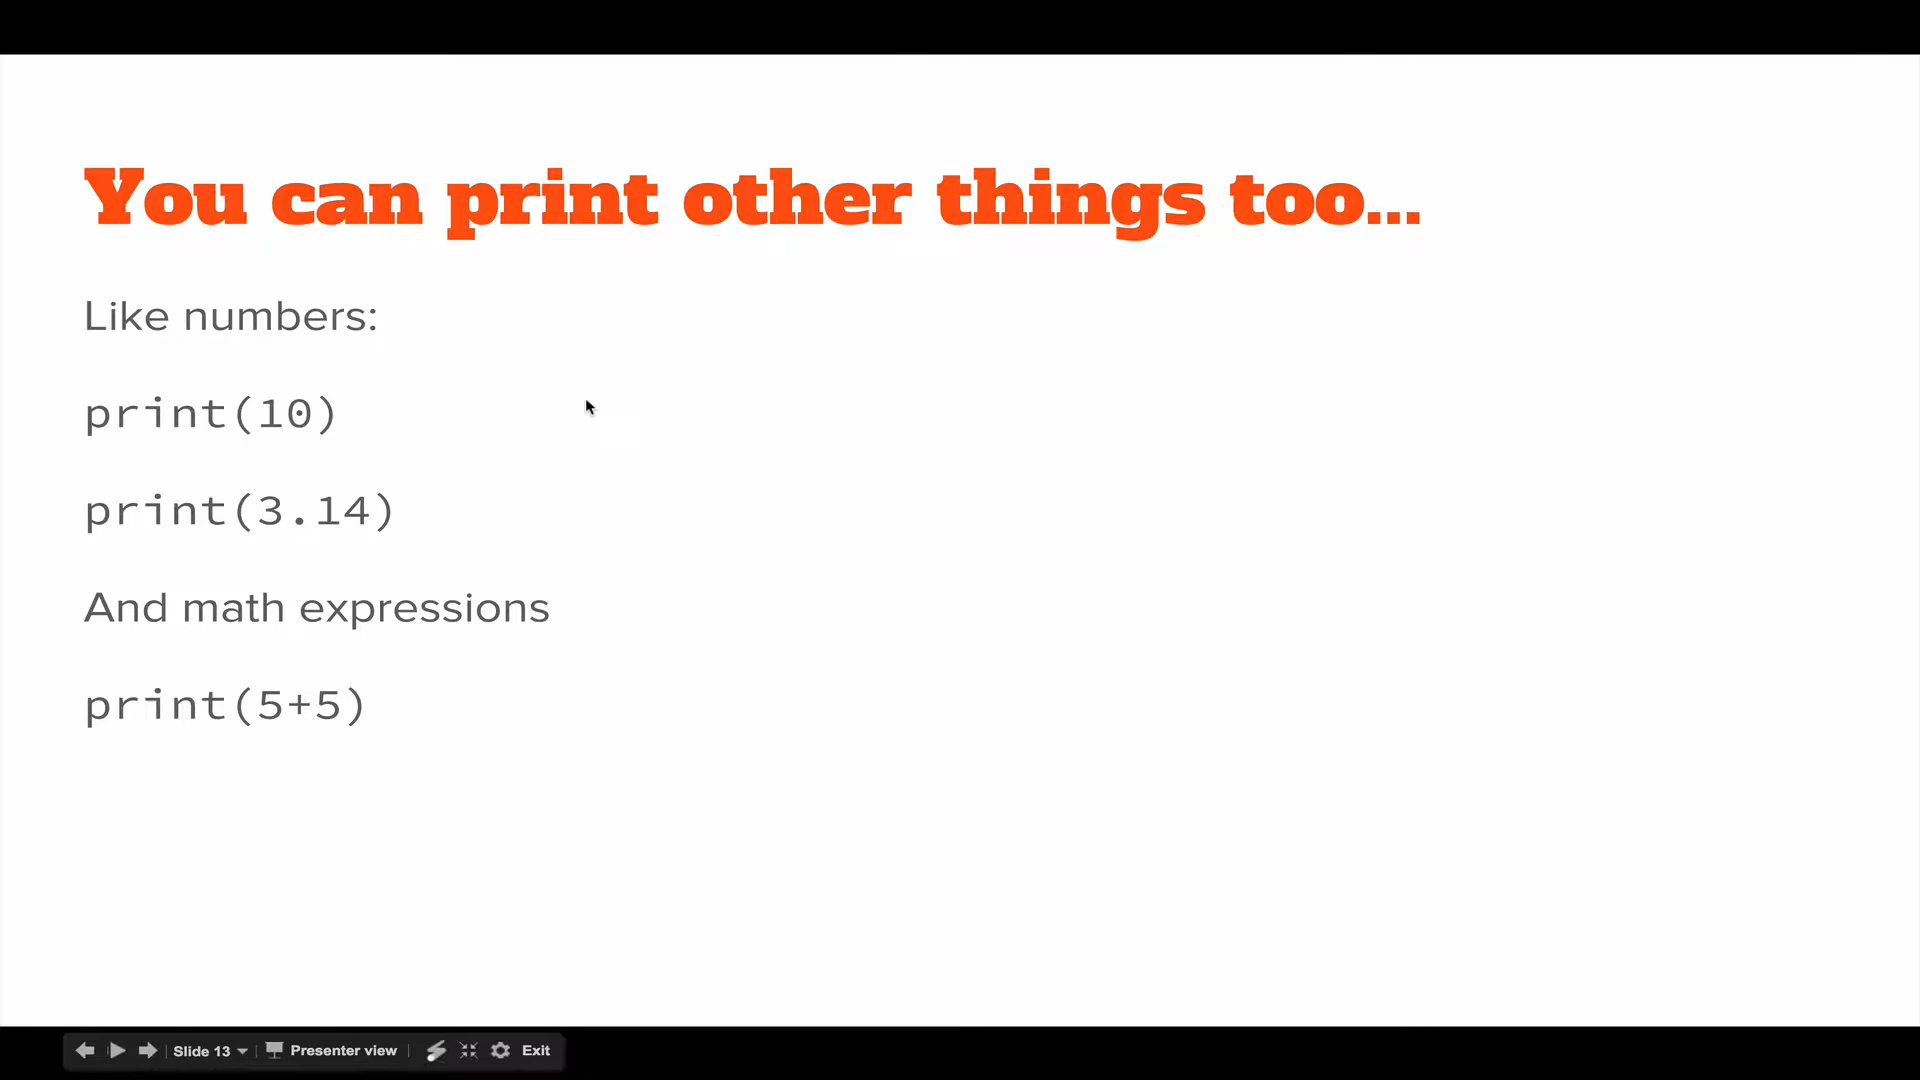 You can print other things too...
Like numbers:
print(10)
print(3.14)
And math expressions
print(5+5)
Slide 13
Presenter view
Exit